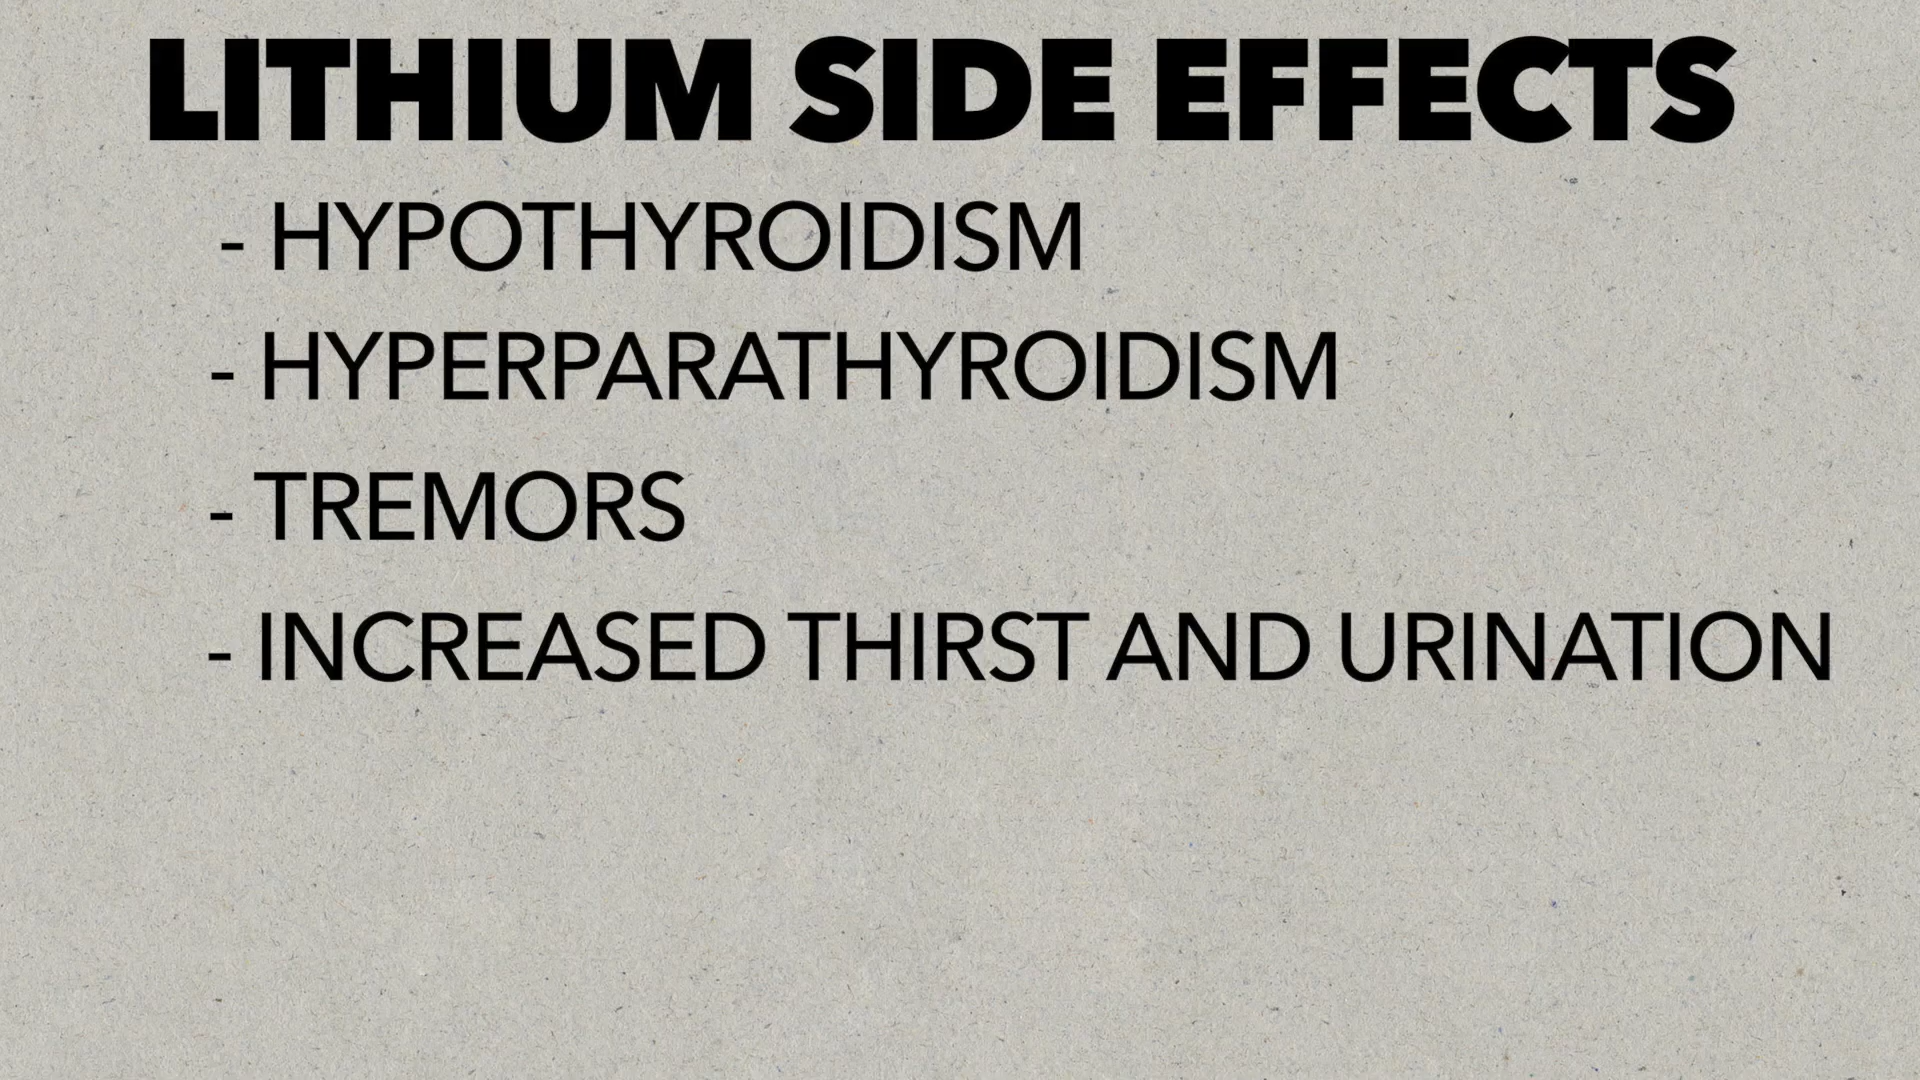 LITHIUM SIDE EFFECTS
- HYPOTHYROIDISM
- HYPERPARATHYROIDISM
- TREMORS
- INCREASED THIRST AND URINATION